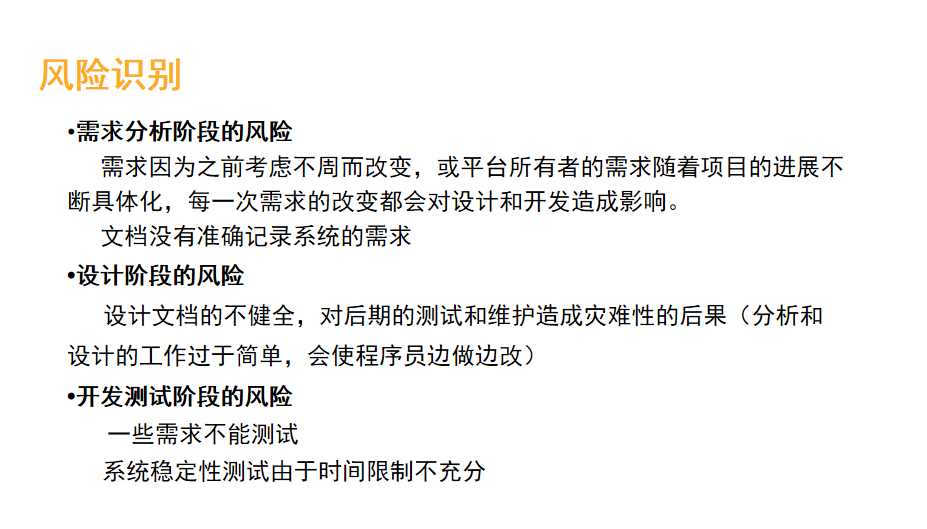 风险识别
•需求分析阶段的风险
需求因为之前考虑不周而改变，或平台所有者的需求随着项目的进展不
断具体化，每一次需求的改变都会对设计和开发造成影响。
文档没有准确记录系统的需求
•设计阶段的风险
设计文档的不健全，对后期的测试和维护造成灾难性的后果（分析和
设计的工作过于简单，会使程序员边做边改）
•开发测试阶段的风险
一些需求不能测试
系统稳定性测试由于时间限制不充分